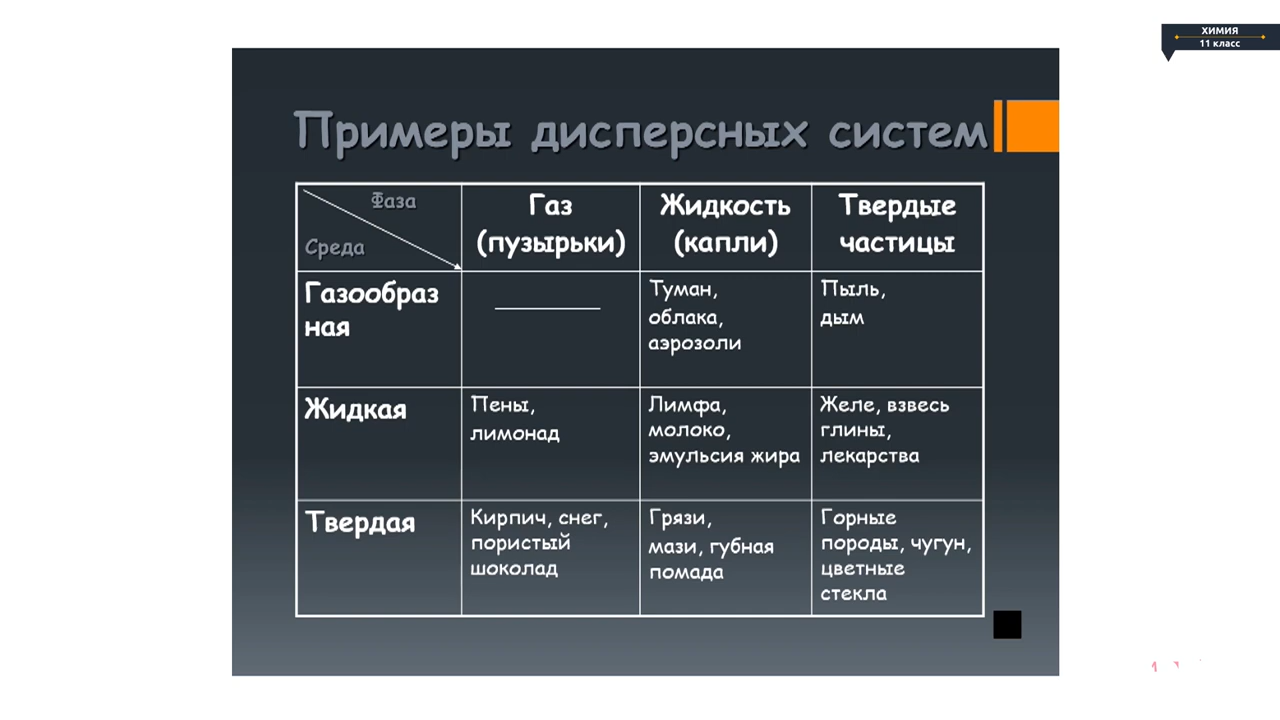 ХИМИЯ
11 класс
Примеры дисперсных систем
Фаза
Среда
Газ
(пузырьки)
Жидкость
(капли)
Твердые
частицы
Газообраз
ная
Туман,
облака,
аэрозоли
Пыль,
дым
Жидкая
Пены,
лимонад
Лимфа,
молоко,
эмульсия жира
Желе, взвесь
глины,
лекарства
Твердая
Кирпич, снег,
пористый
шоколад
Грязи,
мази, губная
помада
Горные
породы, чугун,
цветные
стекла